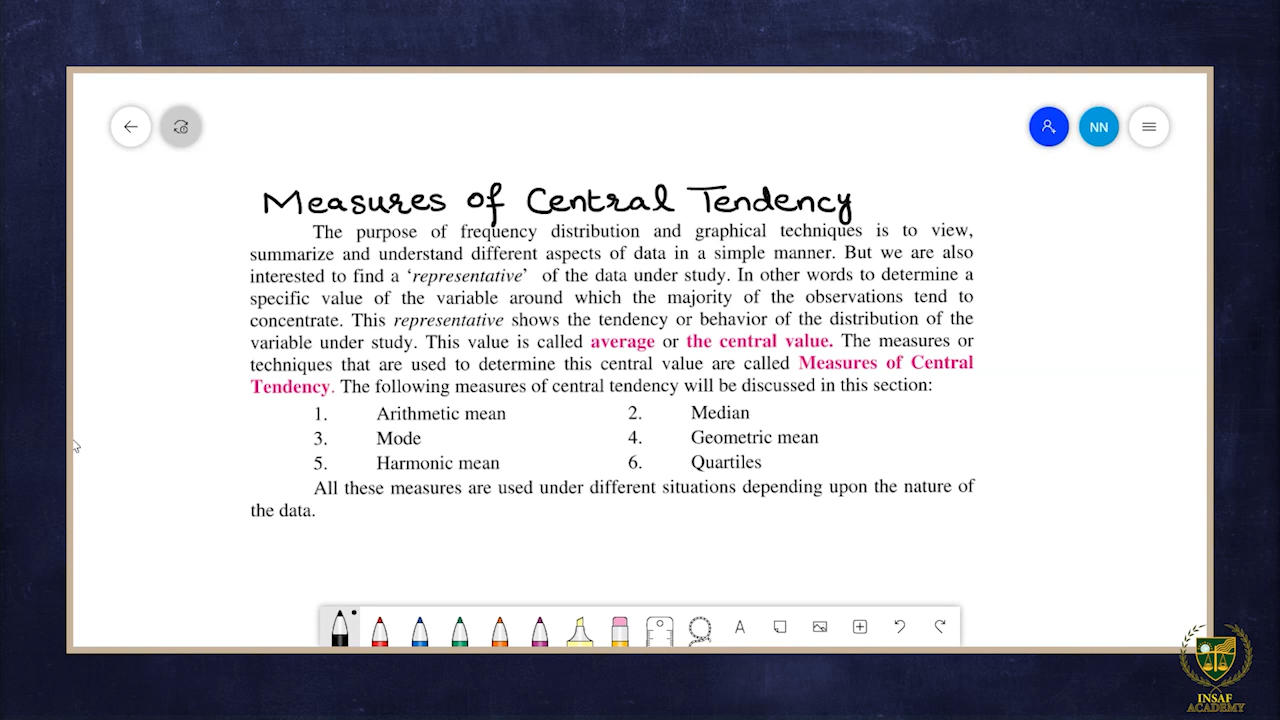 NN
Measures of Central Tendency
The purpose of frequency distribution and graphical techniques is to view,
summarize and understand different aspects of data in a simple manner. But we are also
interested to find a ‘representative’ of the data under study. In other words to determine a
specific value of the variable around which the majority of the observations tend to
concentrate. This representative shows the tendency or behavior of the distribution of the
variable under study. This value is called average or the central value. The measures or
techniques that are used to determine this central value are called Measures of Central
Tendency. The following measures of central tendency will be discussed in this section:
1. Arithmetic mean 2. Median
3. Mode 4. Geometric mean
5. Harmonic mean 6. Quartiles
All these measures are used under different situations depending upon the nature of
the data.
A
INSAF
ACADEMY